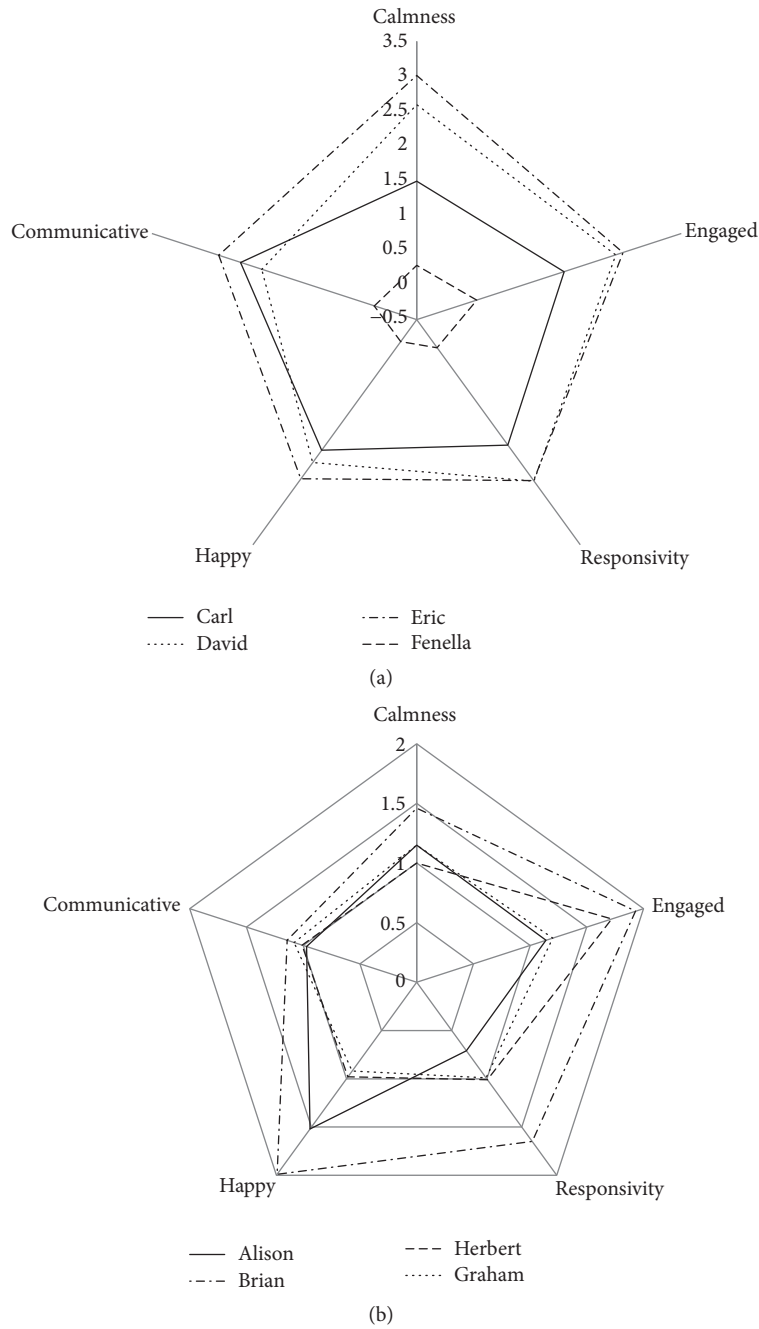 Calmness
3.5
3
2.5
2
1.5
1
0.5
0
–0.5
Communicative
Engaged
Happy
Responsivity
Carl
Eric
David
Fenella
(a)
Calmness
2
1.5
1
0.5
0
Communicative
Engaged
Happy
Responsivity
Alison
Herbert
Brian
Graham
(b)